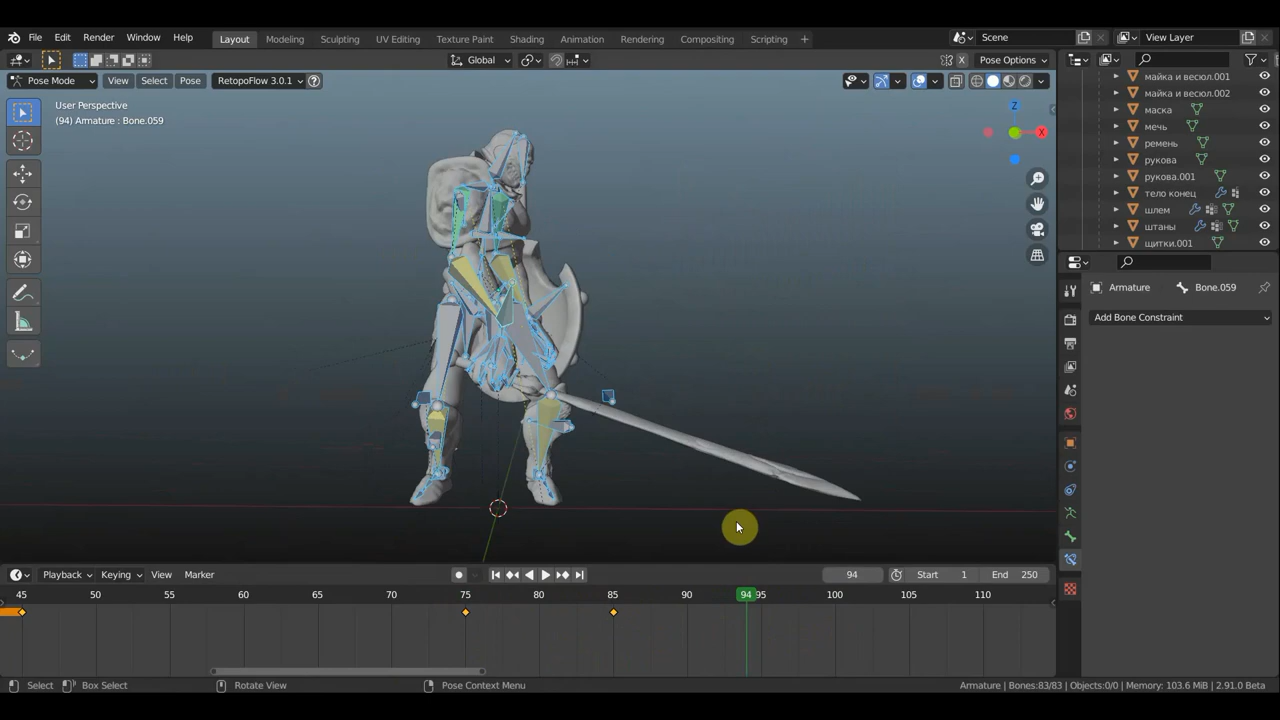 File Edit Render Window Help Layout Modeling Sculpting UV Editing Texture Paint Shading Animation Rendering Compositing Scripting + Scene View Layer
Global X Pose Options
Pose Mode View Select Pose RetopoFlow 3.0.1
User Perspective
(94) Armature : Bone.059
Z
X
майка и весюл.001
майка и весюл.002
маска
мечь
ремень
рукова
рукова.001
тело конец
шлем
штаны
щитки.001
Armature Bone.059
Add Bone Constraint
Playback Keying View Marker 94 Start 1 End 250
45 50 55 60 65 70 75 80 85 90 94 95 100 105 110
Select Box Select Rotate View Pose Context Menu Armature | Bones:83/83 | Objects:0/0 | Memory: 103.6 MiB | 2.91.0 Beta